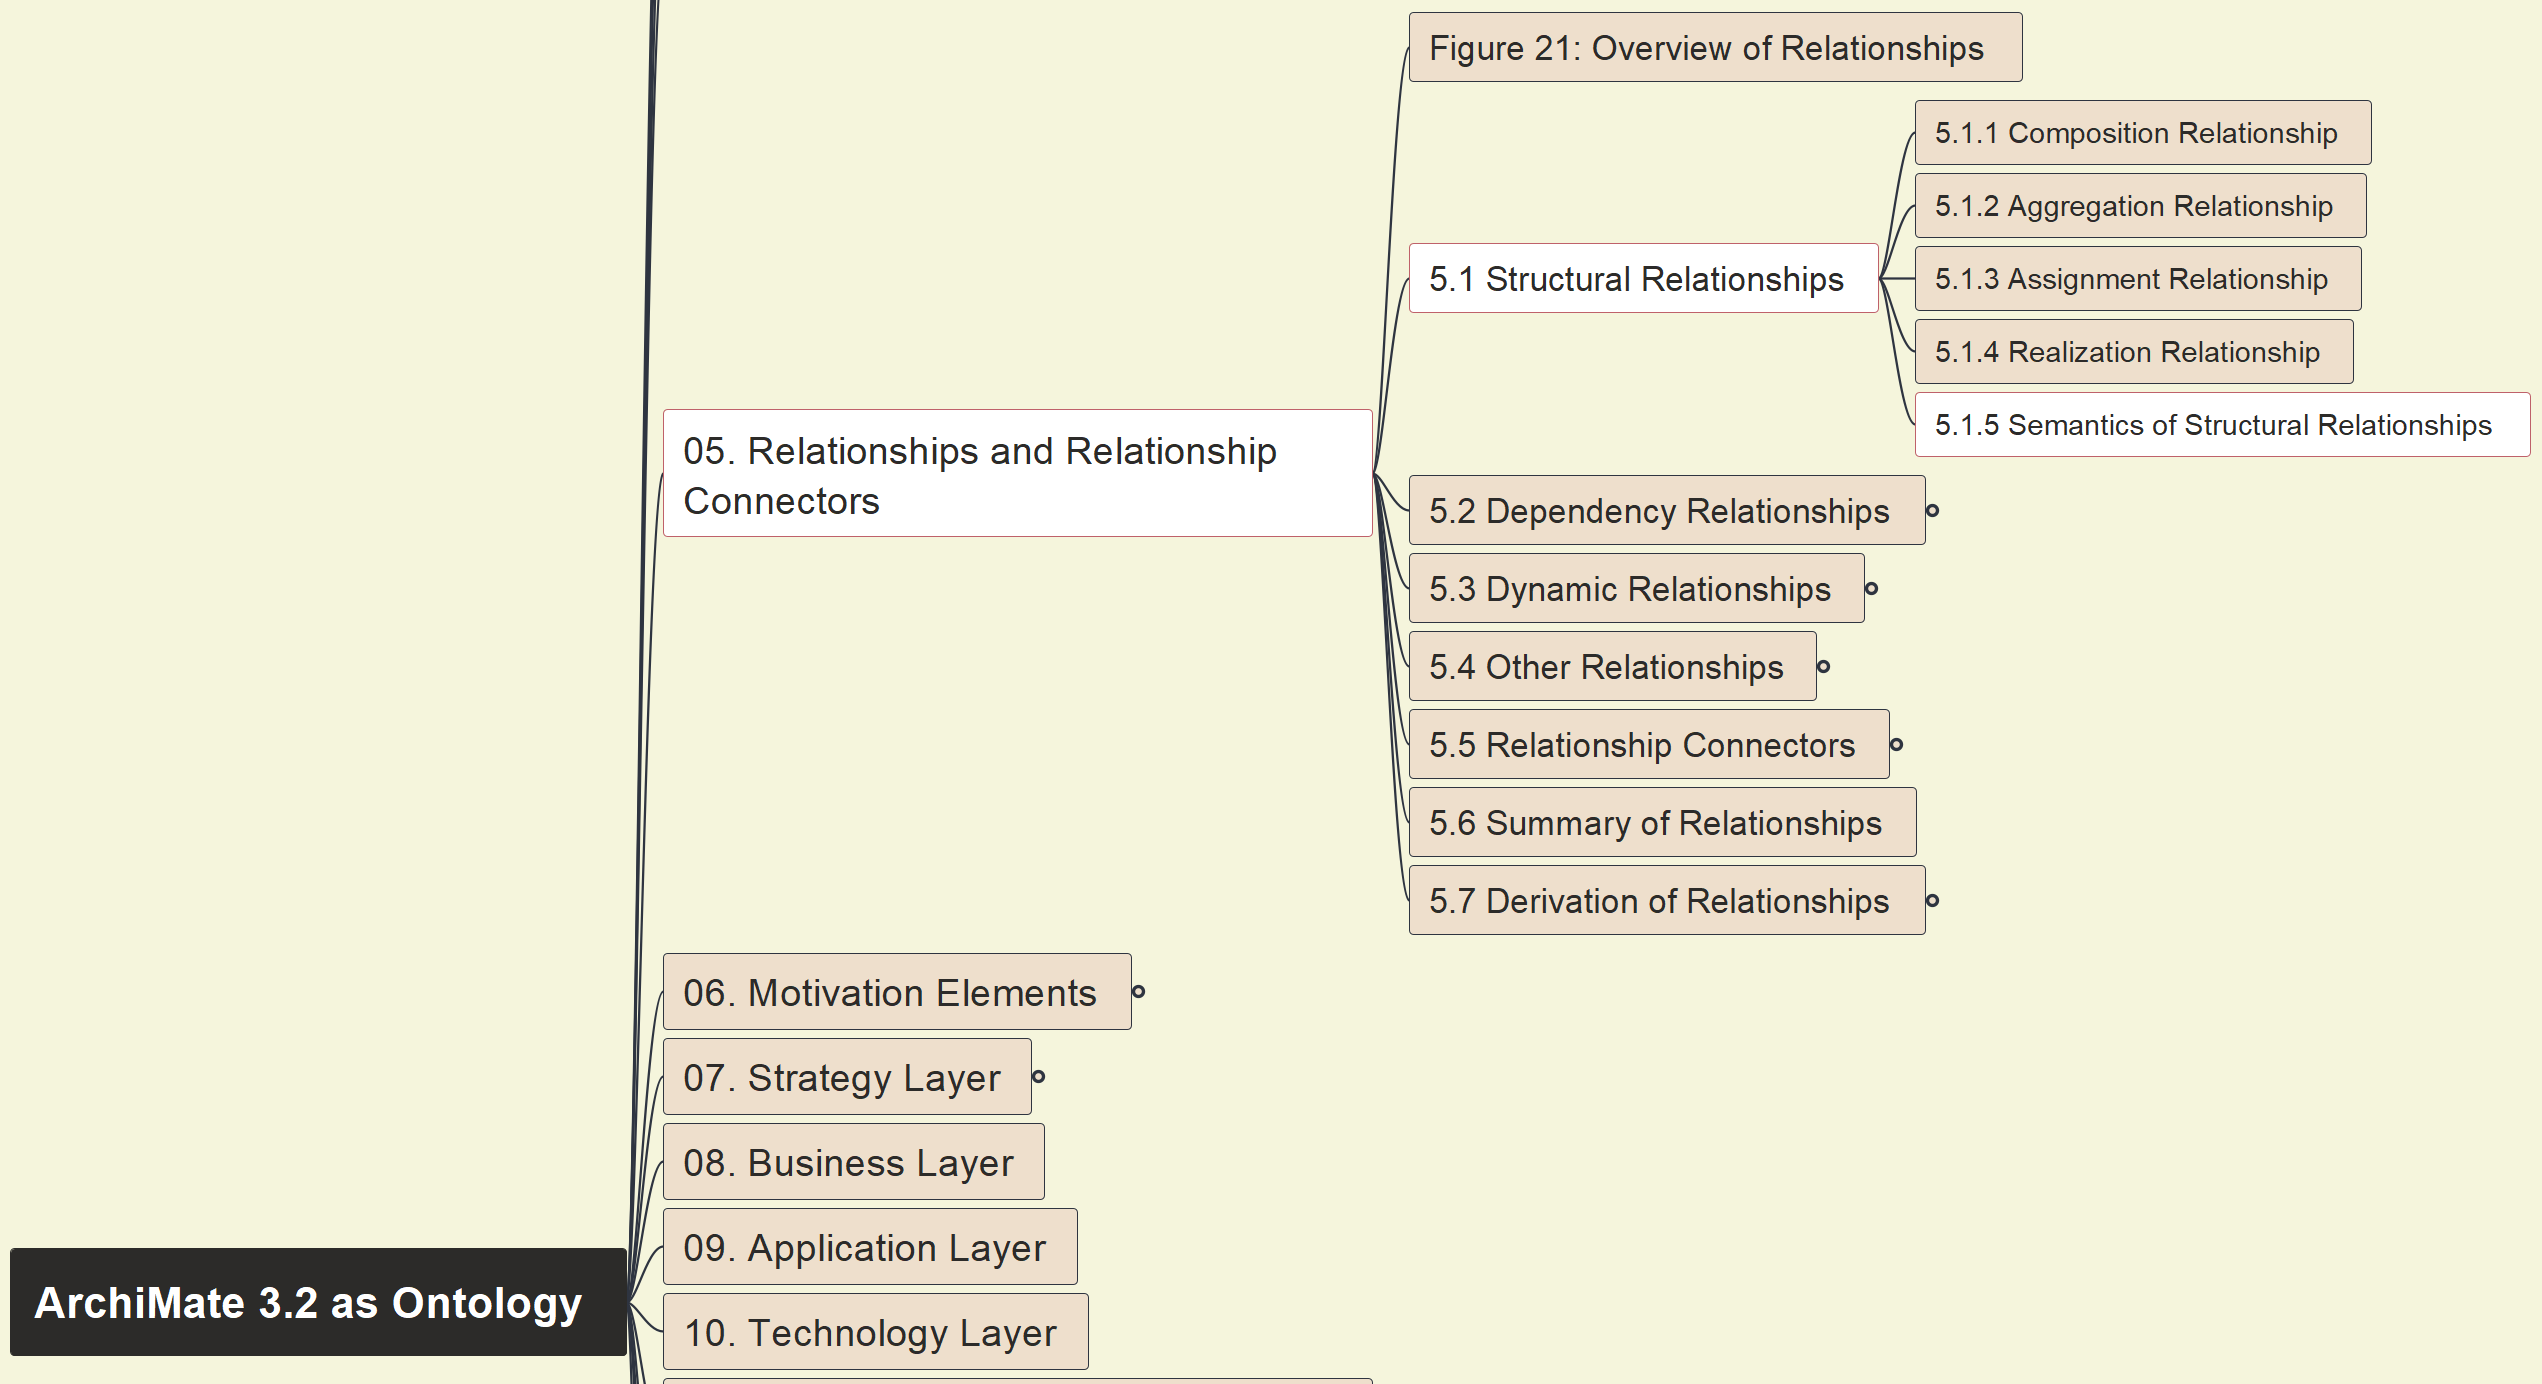 Figure 21: Overview of Relationships
5.1.1 Composition Relationship
5.1.2 Aggregation Relationship
5.1 Structural Relationships
5.1.3 Assignment Relationship
5.1.4 Realization Relationship
5.1.5 Semantics of Structural Relationships
05. Relationships and Relationship
Connectors
5.2 Dependency Relationships
5.3 Dynamic Relationships
5.4 Other Relationships
5.5 Relationship Connectors
5.6 Summary of Relationships
5.7 Derivation of Relationships
06. Motivation Elements
07. Strategy Layer
08. Business Layer
09. Application Layer
ArchiMate 3.2 as Ontology
10. Technology Layer